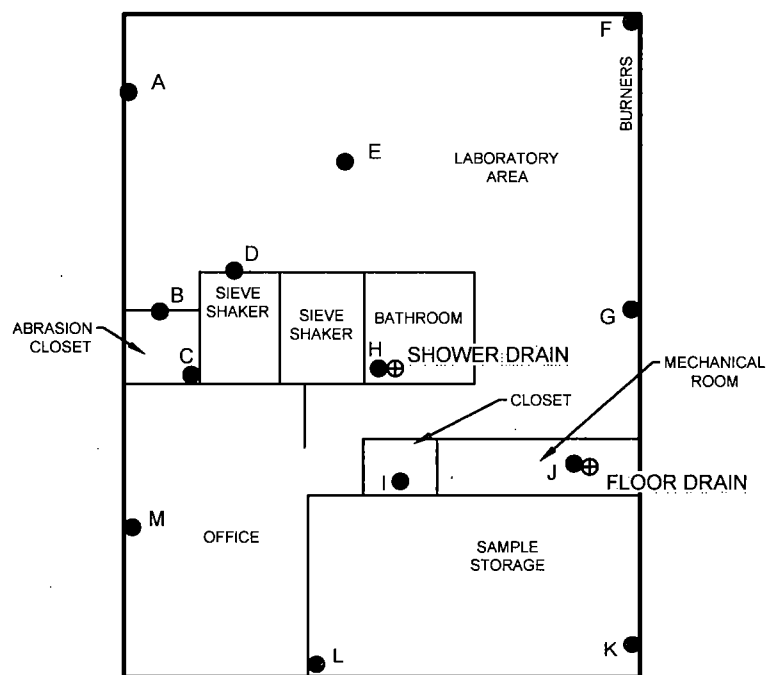 F
BURNERS
A
E
LABORATORY
AREA
D
SIEVE
SHAKER
SIEVE
SHAKER
BATHROOM
B
G
ABRASION
CLOSET
C
H
SHOWER DRAIN
MECHANICAL
ROOM
CLOSET
I
J
FLOOR DRAIN
M
OFFICE
SAMPLE
STORAGE
L
K